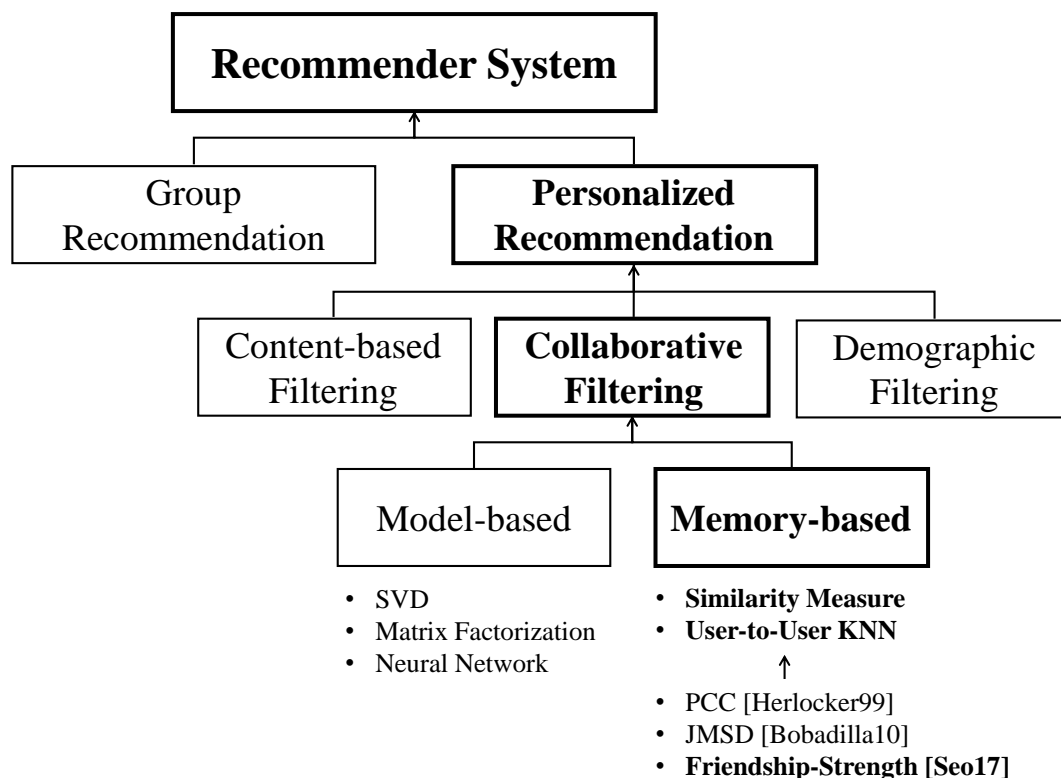 Recommender System
Group
Recommendation
Personalized
Recommendation
Content-based
Filtering
Collaborative
Filtering
Demographic
Filtering
Model-based
Memory-based
• SVD
• Matrix Factorization
• Neural Network
• Similarity Measure
• User-to-User KNN
• PCC [Herlocker99]
• JMSD [Bobadilla10]
• Friendship-Strength [Seo17]